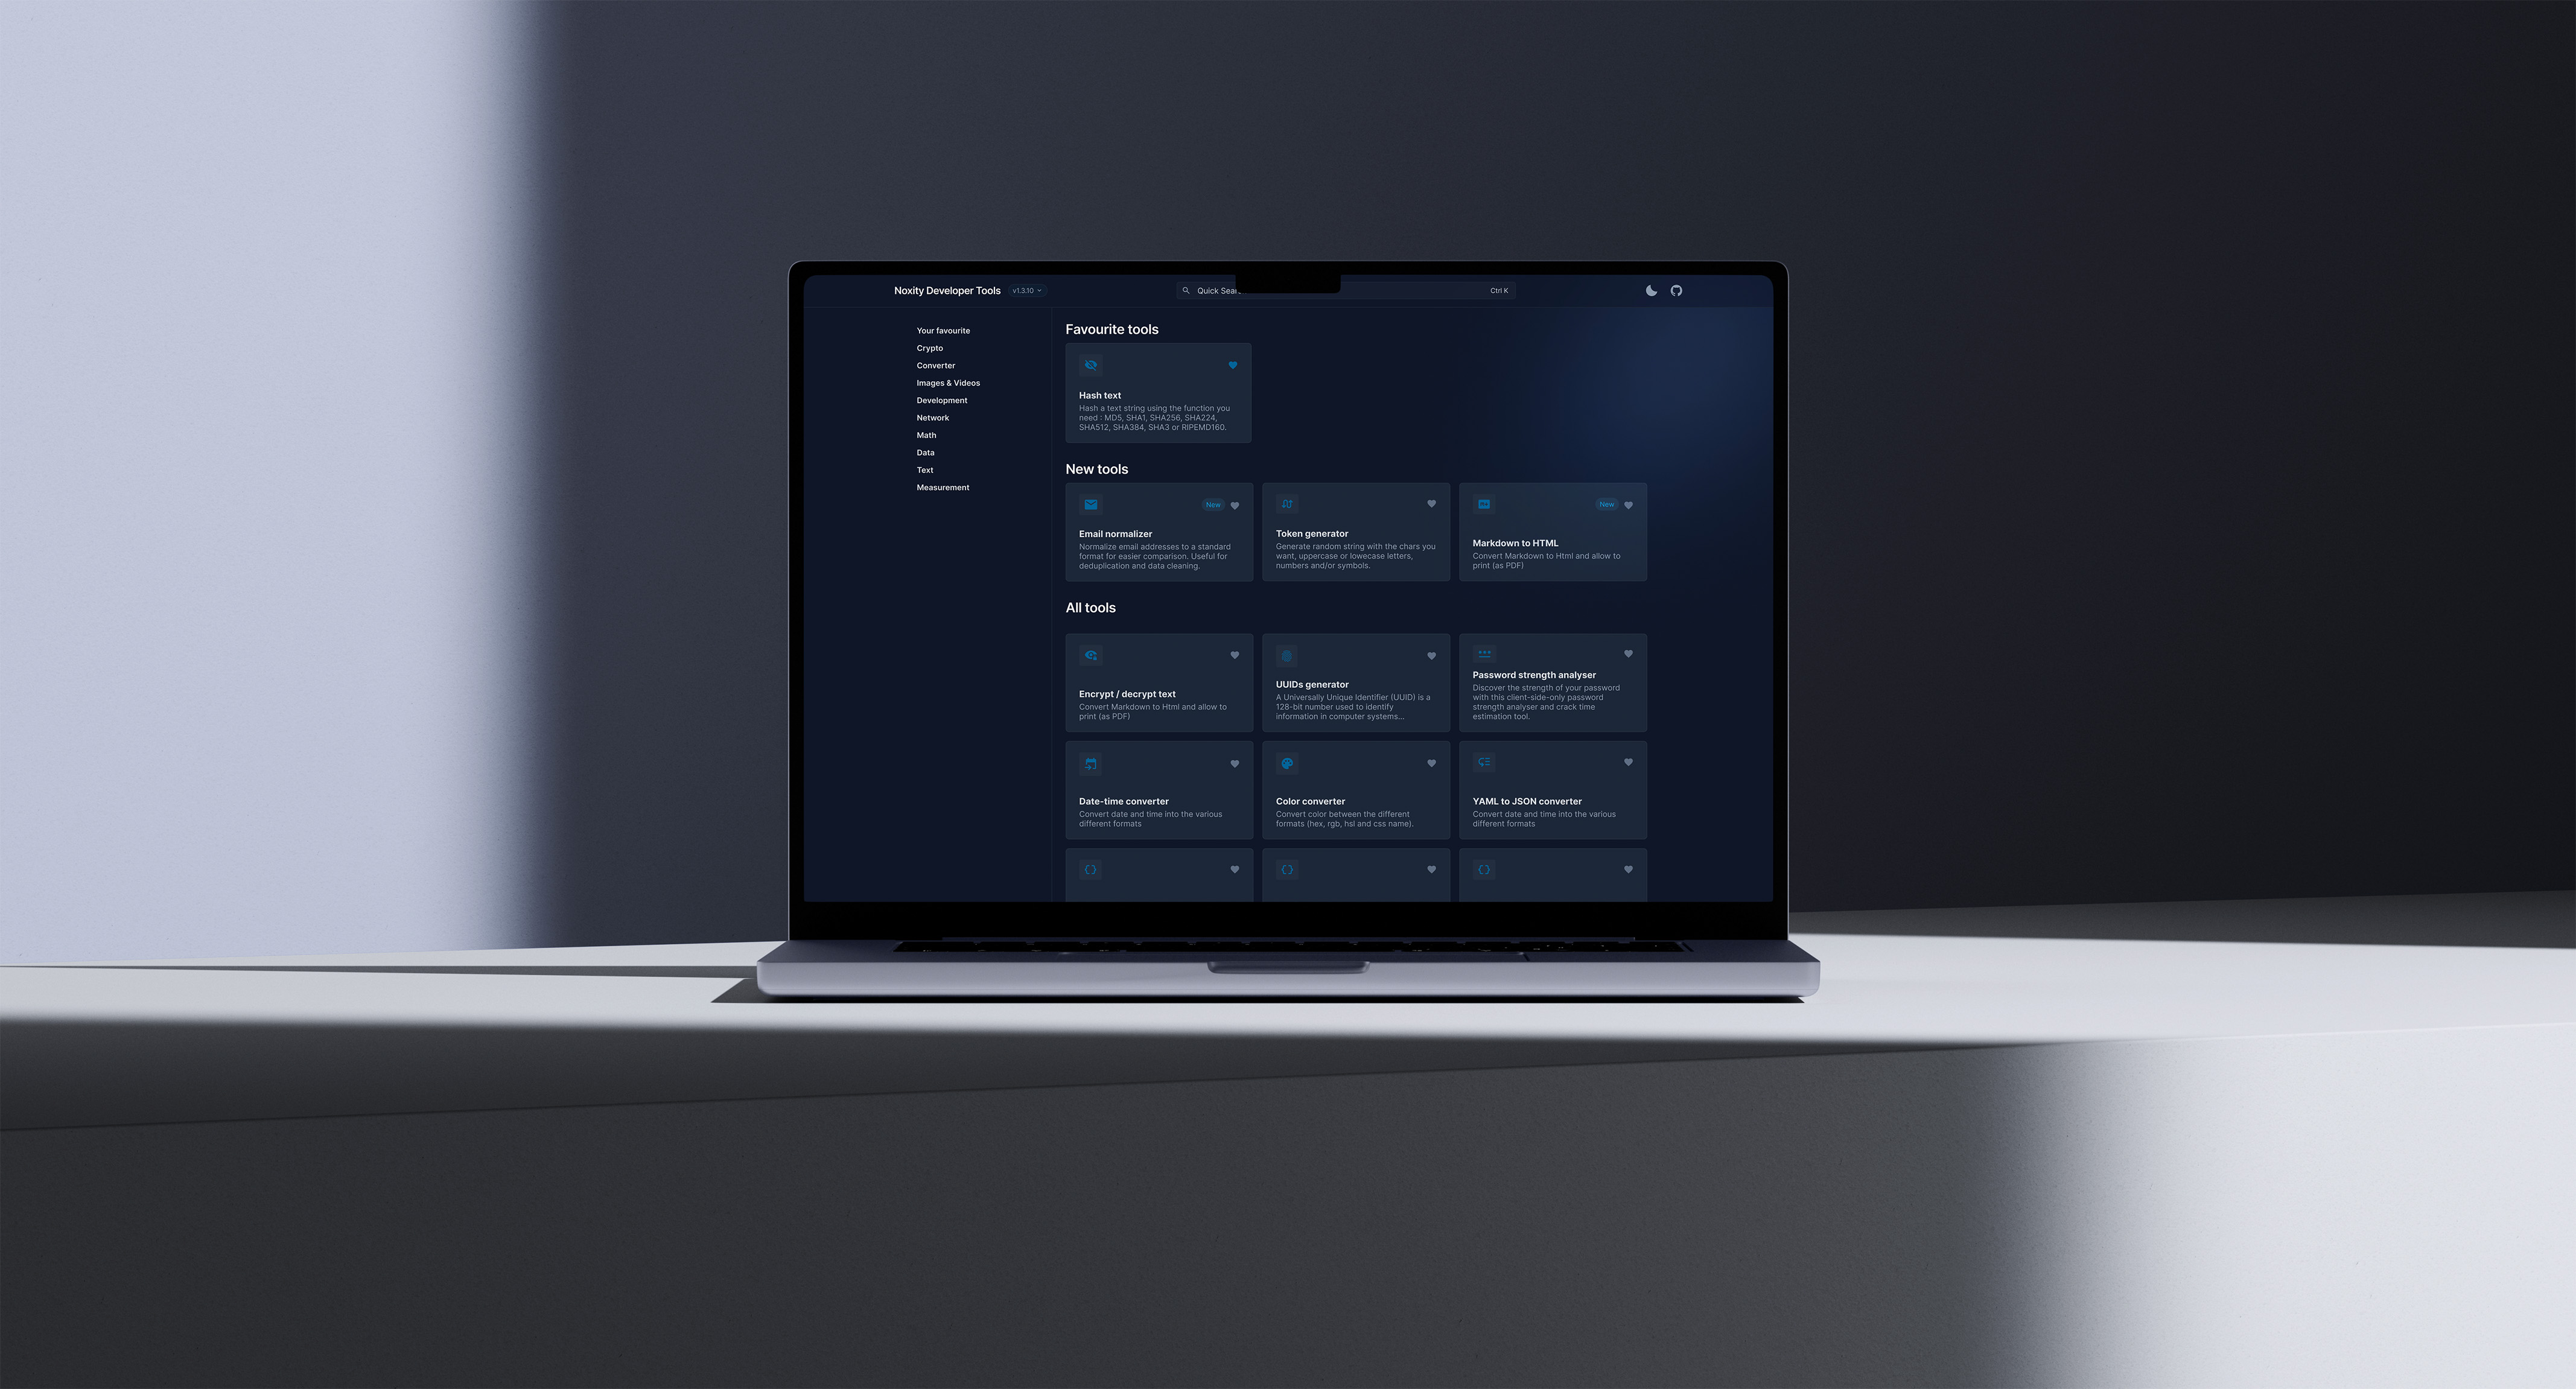 Noxity Developer Tools
v1.3.10
Quick
Ctrl K
Your favourite
Crypto
Converter
Images & Videos
Development
Network
Math
Data
Text
Measurement
Favourite tools
Hash text
Hash a text string using the function you
need : MD5, SHA1, SHA256, SHA224,
SHA512, SHA384, SHA3 or RIPEMD160.
New tools
New
Email normalizer
Normalize email addresses to a standard
format for easier comparison. Useful for
deduplication and data cleaning.
Token generator
Generate random string with the chars you
want, uppercase or lowecase letters,
numbers and/or symbols.
New
Markdown to HTML
Convert Markdown to Html and allow to
print (as PDF)
All tools
Encrypt / decrypt text
Convert Markdown to Html and allow to
print (as PDF)
UUIDs generator
A Universally Unique Identifier (UUID) is a
128-bit number used to identify
information in computer systems...
Password strength analyser
Discover the strength of your password
with this client-side-only password
strength analyser and crack time
estimation tool.
Date-time converter
Convert date and time into the various
different formats
Color converter
Convert color between the different
formats (hex, rgb, hsl and css name).
YAML to JSON converter
Convert date and time into the various
different formats